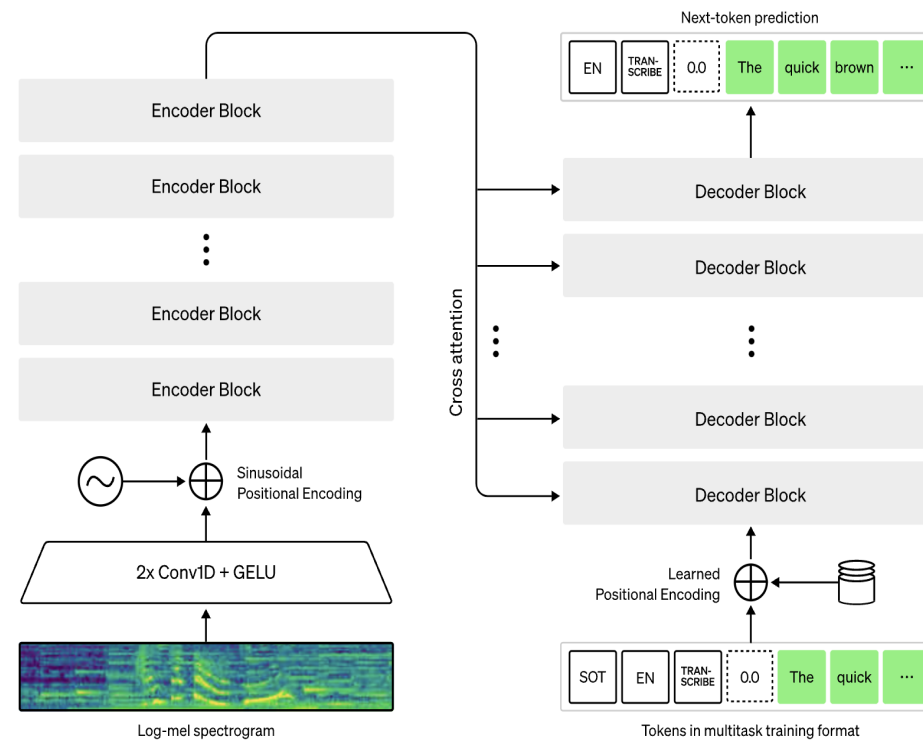 Next-token prediction
EN TRAN-SCRIBE 0.0 The quick brown ...
Encoder Block
Encoder Block
Encoder Block
Encoder Block
Sinusoidal
Positional Encoding
2x Conv1D + GELU
Log-mel spectrogram
Cross attention
Decoder Block
Decoder Block
Decoder Block
Decoder Block
Learned
Positional Encoding
SOT EN TRAN-SCRIBE 0.0 The quick ...
Tokens in multitask training format